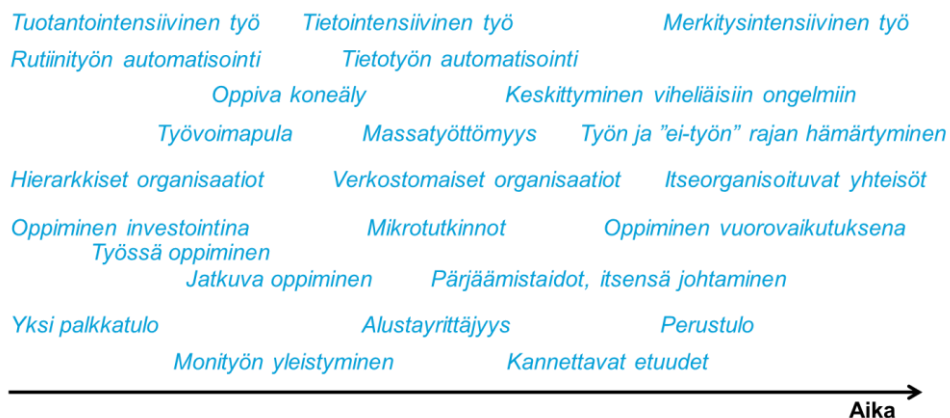 Tuotantointensiivinen työ Tietointensiivinen työ Merkitysintensiivinen työ
Rutiinityön automatisointi Tietotyön automatisointi
Oppiva koneäly Keskittyminen viheliäisiin ongelmiin
Työvoimapula Massatyöttömyys Työn ja ”ei-työn” rajan hämärtyminen
Hierarkkiset organisaatiot Verkostomaiset organisaatiot Itseorganisoituvat yhteisöt
Oppiminen investointina Mikrotutkinnot Oppiminen vuorovaikutuksena
Työssä oppiminen
Jatkuva oppiminen Pärjäämistaidot, itsensä johtaminen
Yksi palkkatulo Alustayrittäjyys Perustulo
Monityön yleistyminen Kannettavat etuudet
Aika